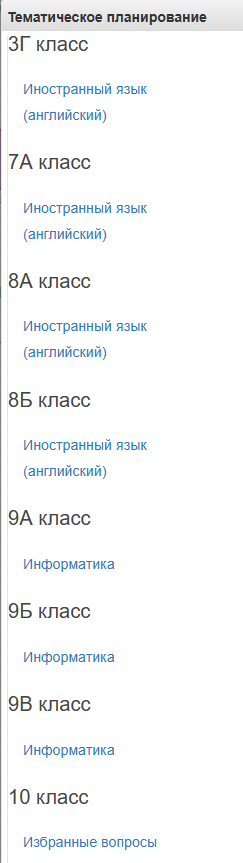 Тематическое планирование
3Г класс
Иностранный язык
(английский)
7А класс
Иностранный язык
(английский)
8А класс
Иностранный язык
(английский)
8Б класс
Иностранный язык
(английский)
9А класс
Информатика
9Б класс
Информатика
9В класс
Информатика
10 класс
Избранные вопросы